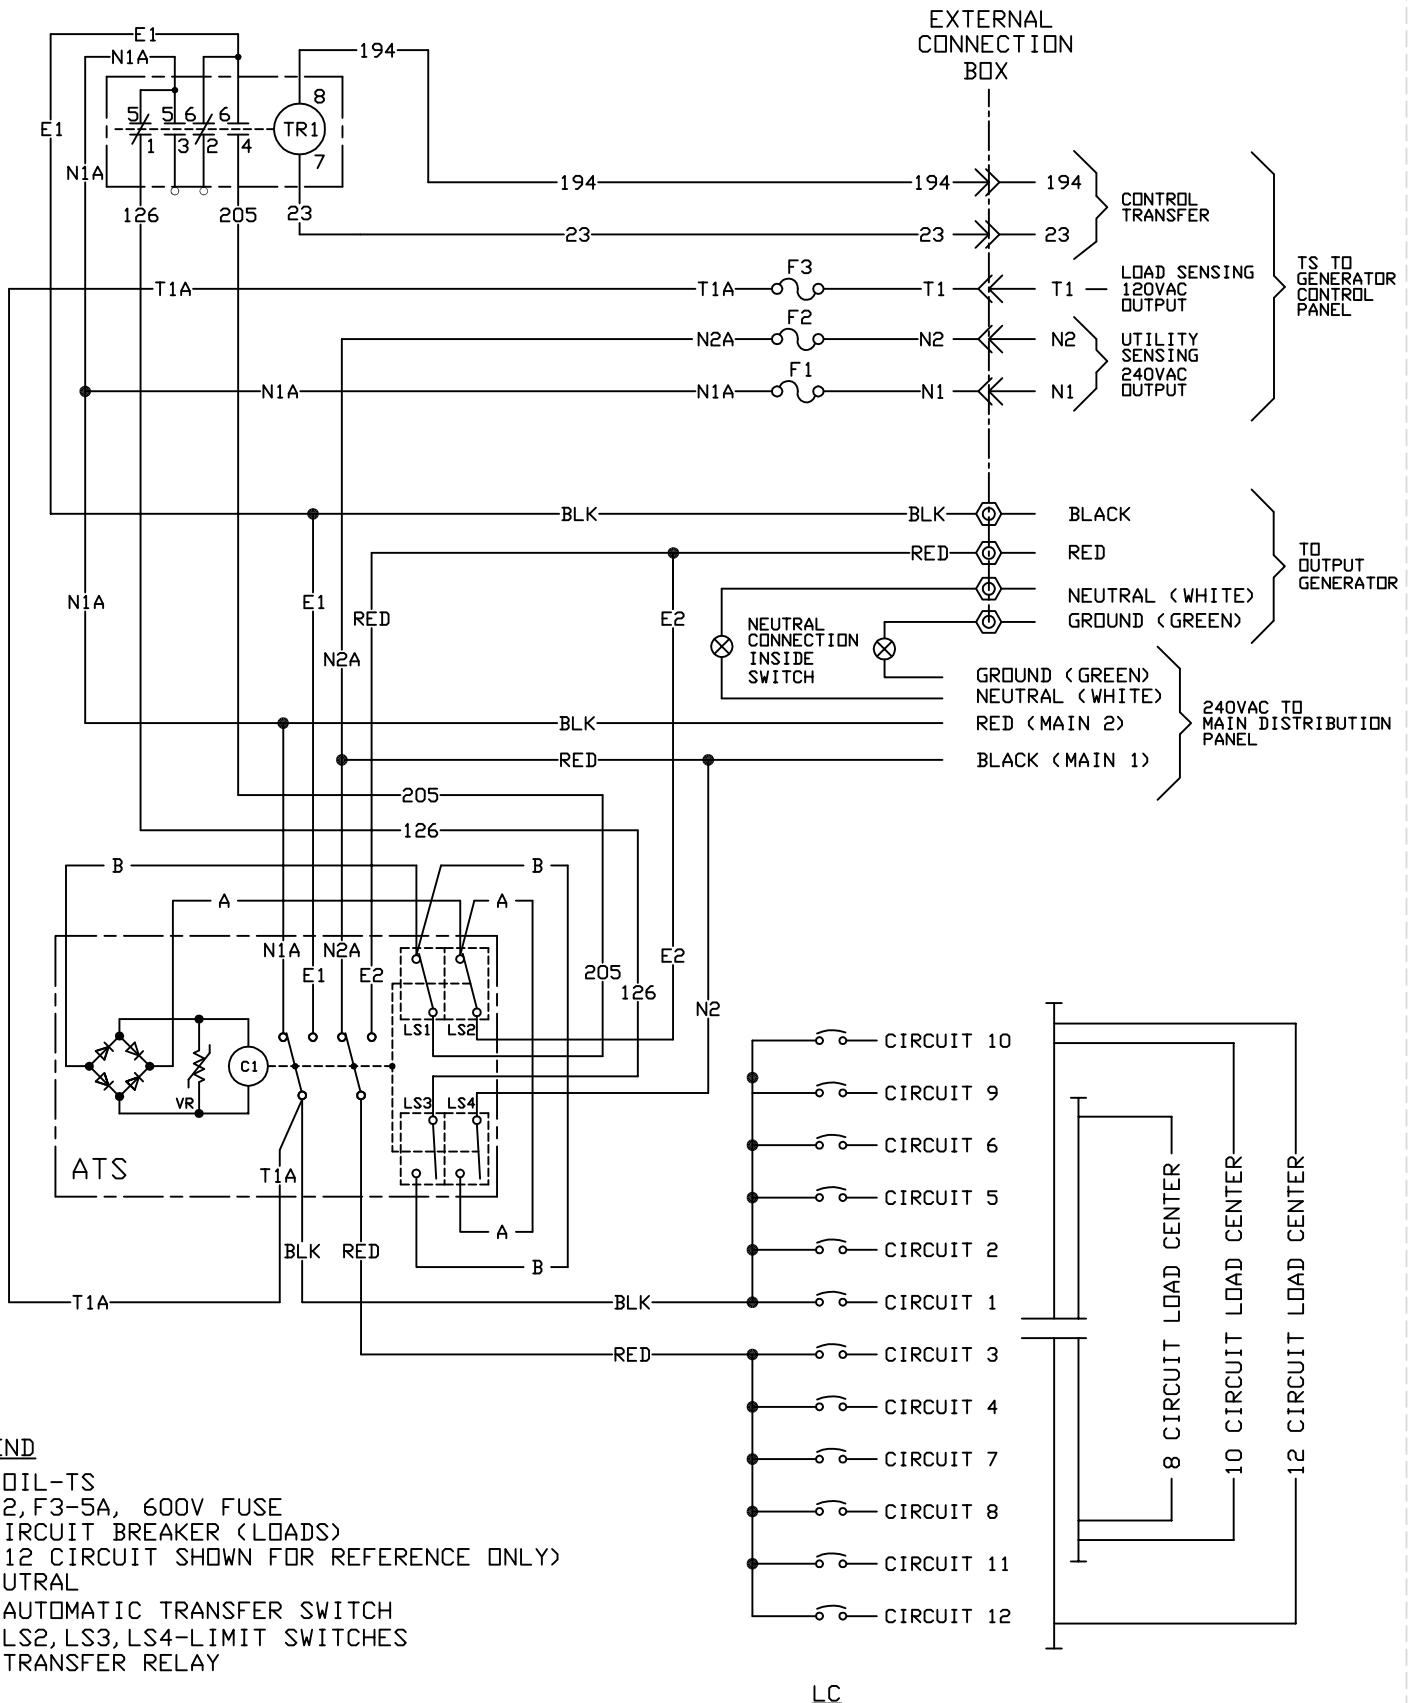 EXTERNAL
CONNECTION
BOX
E1
N1A
194
8
E1
5
5
6
6
TR1
1
3
2
4
7
N1A
194
194
194
CONTROL
TRANSFER
126
205
23
23
23
23
T1A
T1A
F3
T1
T1
LOAD SENSING
120VAC
OUTPUT
TS TO
GENERATOR
CONTROL
PANEL
N2A
F2
N2
N2
UTILITY
SENSING
240VAC
OUTPUT
N1A
N1A
F1
N1
N1
BLK
BLK
BLACK
RED
RED
TO
OUTPUT
GENERATOR
N1A
E1
RED
E2
N2A
NEUTRAL
CONNECTION
INSIDE
SWITCH
NEUTRAL (WHITE)
GROUND (GREEN)
GROUND (GREEN)
NEUTRAL (WHITE)
BLK
RED (MAIN 2)
RED
BLACK (MAIN 1)
240VAC TO
MAIN DISTRIBUTION
PANEL
205
126
B
B
A
A
N1A
E1
N2A
E2
205
126
E2
N2
LS1
LS2
C1
VR
LS3
LS4
ATS
T1A
A
B
BLK
RED
T1A
BLK
RED
CIRCUIT 10
CIRCUIT 9
CIRCUIT 6
CIRCUIT 5
CIRCUIT 2
CIRCUIT 1
CIRCUIT 3
CIRCUIT 4
CIRCUIT 7
CIRCUIT 8
CIRCUIT 11
CIRCUIT 12
8 CIRCUIT LOAD CENTER
10 CIRCUIT LOAD CENTER
12 CIRCUIT LOAD CENTER
END
OIL-TS
2,F3-5A, 600V FUSE
IRCUIT BREAKER (LOADS)
12 CIRCUIT SHOWN FOR REFERENCE ONLY)
UTRAL
AUTOMATIC TRANSFER SWITCH
LS2,LS3,LS4-LIMIT SWITCHES
TRANSFER RELAY
LC